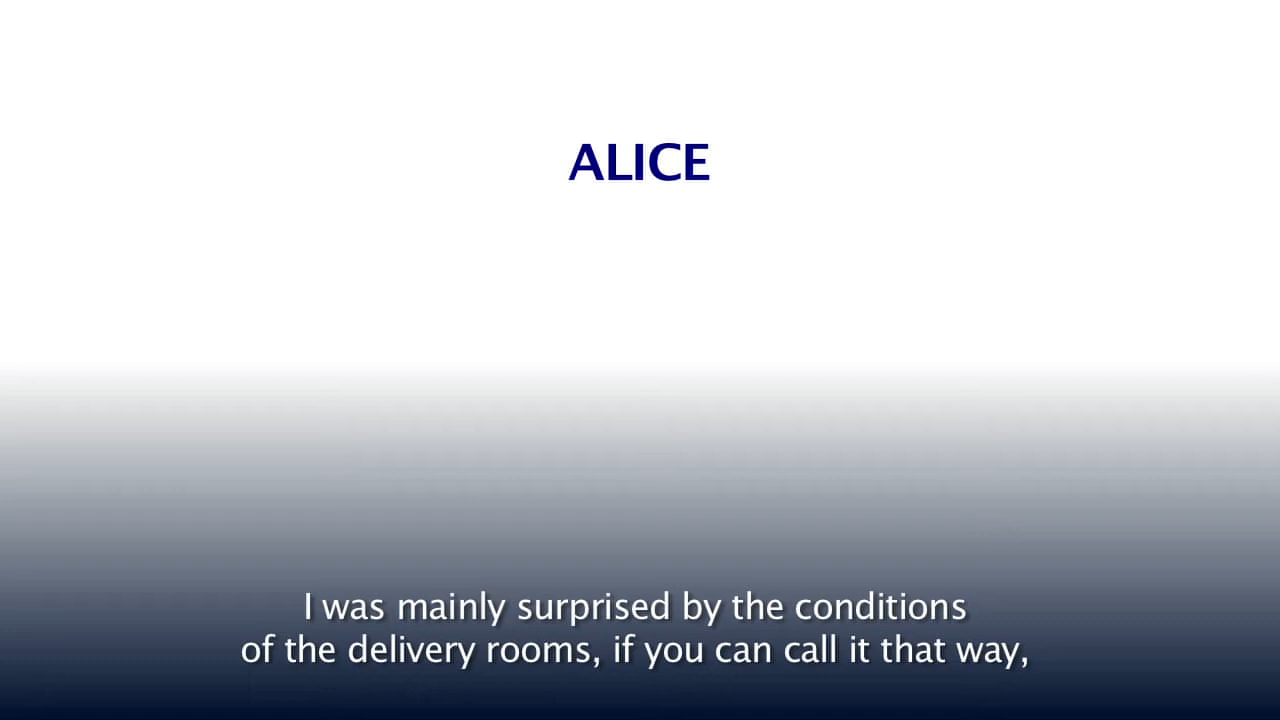 ALICE
I was mainly surprised by the conditions
of the delivery rooms, if you can call it that way,